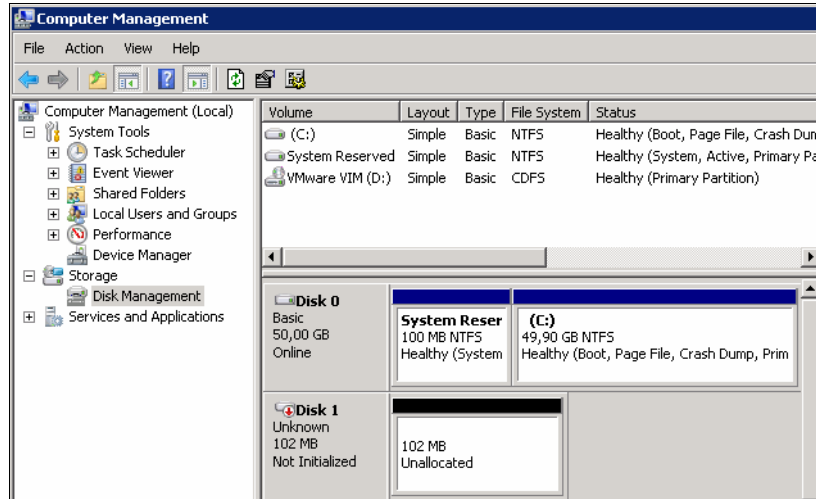 Computer Management
File Action View Help
Computer Management (Local)
System Tools
Task Scheduler
Event Viewer
Shared Folders
Local Users and Groups
Performance
Device Manager
Storage
Disk Management
Services and Applications
Volume Layout Type File System Status
(C:) Simple Basic NTFS Healthy (Boot, Page File, Crash Dun
System Reserved Simple Basic NTFS Healthy (System, Active, Primary Pa
VMware VIM (D:) Simple Basic CDFS Healthy (Primary Partition)
Disk 0
Basic
50,00 GB
Online
System Reser
100 MB NTFS
Healthy (System
(C:)
49,90 GB NTFS
Healthy (Boot, Page File, Crash Dump, Prim
Disk 1
Unknown
102 MB
Not Initialized
102 MB
Unallocated